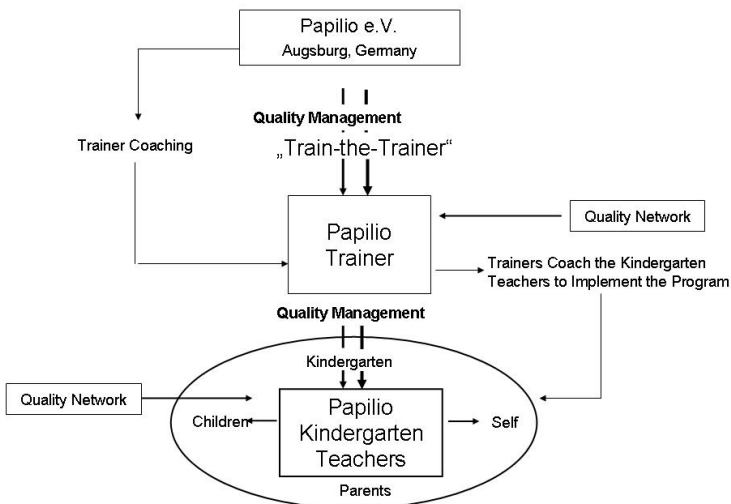 Papilio e.V.
Augsburg, Germany
Quality Management
Trainer Coaching
„Train-the-Trainer“
Papilio
Trainer
Quality Network
Trainers Coach the Kindergarten
Teachers to Implement the Program
Quality Management
Kindergarten
Quality Network
Children
Papilio
Kindergarten
Teachers
Self
Parents